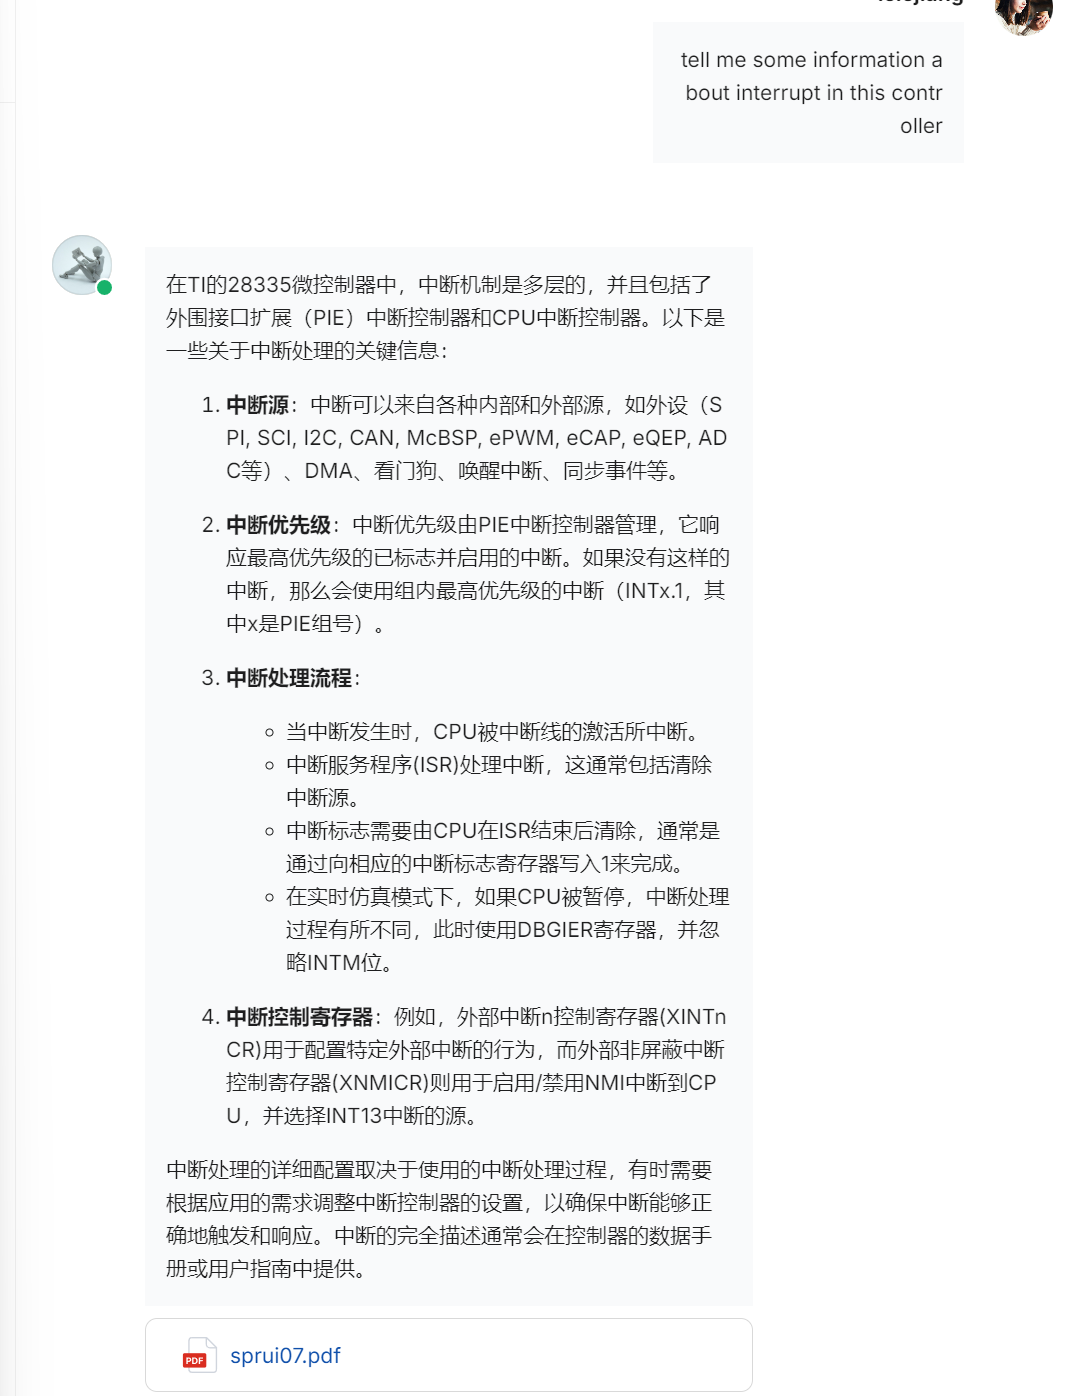 tell me some information a
bout interrupt in this contr
oller
在TI的28335微控制器中，中断机制是多层的，并且包括了
外围接口扩展（PIE）中断控制器和CPU中断控制器。以下是
一些关于中断处理的关键信息：
1. 中断源：中断可以来自各种内部和外部源，如外设（S
PI, SCI, I2C, CAN, McBSP, ePWM, eCAP, eQEP, AD
C等）、DMA、看门狗、唤醒中断、同步事件等。
2. 中断优先级：中断优先级由PIE中断控制器管理，它响
应最高优先级的已标志并启用的中断。如果没有这样的
中断，那么会使用组内最高优先级的中断（INTx.1，其
中x是PIE组号）。
3. 中断处理流程：
当中断发生时，CPU被中断线的激活所中断。
中断服务程序(ISR)处理中断，这通常包括清除
中断源。
中断标志需要由CPU在ISR结束后清除，通常是
通过向相应的中断标志寄存器写入1来完成。
在实时仿真模式下，如果CPU被暂停，中断处理
过程有所不同，此时使用DBGIER寄存器，并忽
略INTM位。
4. 中断控制寄存器：例如，外部中断n控制寄存器(XINTn
CR)用于配置特定外部中断的行为，而外部非屏蔽中断
控制寄存器(XNMICR)则用于启用/禁用NMI中断到CP
U，并选择INT13中断的源。
中断处理的详细配置取决于使用的中断处理过程，有时需要
根据应用的需求调整中断控制器的设置，以确保中断能够正
确地触发和响应。中断的完全描述通常会在控制器的数据手
册或用户指南中提供。
PDF sprui07.pdf